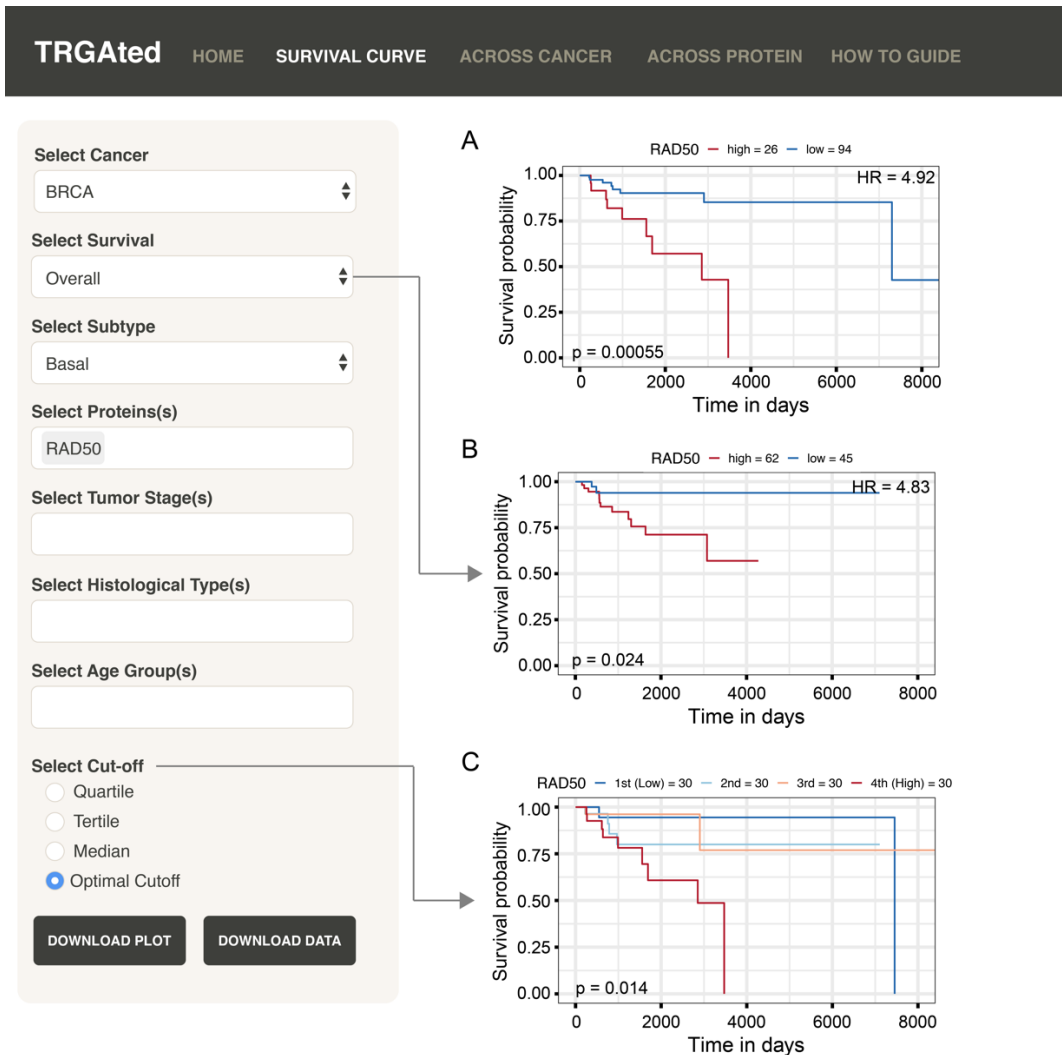 TRGAted HOME SURVIVAL CURVE ACROSS CANCER ACROSS PROTEIN HOW TO GUIDE
Select Cancer
BRCA
Select Survival
Overall
Select Subtype
Basal
Select Proteins(s)
RAD50
Select Tumor Stage(s)
Select Histological Type(s)
Select Age Group(s)
Select Cut-off
Quartile
Tertile
Median
Optimal Cutoff
DOWNLOAD PLOT DOWNLOAD DATA
A
RAD50 high = 26 low = 94
HR = 4.92
Survival probability
1.00
0.75
0.50
0.25
0.00
p = 0.00055
0 2000 4000 6000 8000
Time in days
B
RAD50 high = 62 low = 45
HR = 4.83
Survival probability
1.00
0.75
0.50
0.25
0.00
p = 0.024
0 2000 4000 6000 8000
Time in days
C
RAD50 1st (Low) = 30 2nd = 30 3rd = 30 4th (High) = 30
Survival probability
1.00
0.75
0.50
0.25
0.00
p = 0.014
0 2000 4000 6000 8000
Time in days